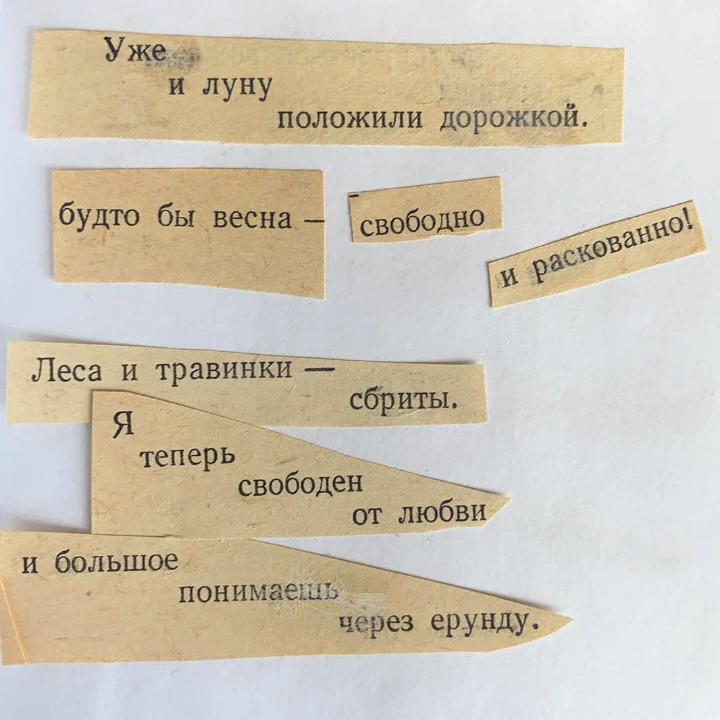 Уже
и луну
положили дорожкой.
будто бы весна — свободно
и раскованно!
Леса и травинки —
сбриты.
Я
теперь
свободен
от любви
и большое
понимаешь
через ерунду.